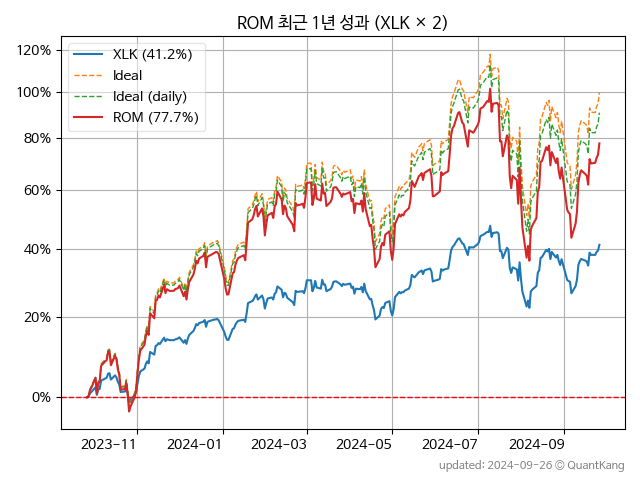 ROM 최근 1년 성과 (XLK × 2)
XLK (41.2%)
Ideal
Ideal (daily)
ROM (77.7%)
120%
100%
80%
60%
40%
20%
0%
2023−11
2024−01
2024−03
2024−05
2024−07
2024−09
updated: 2024-09-26 ⓒ QuantKang